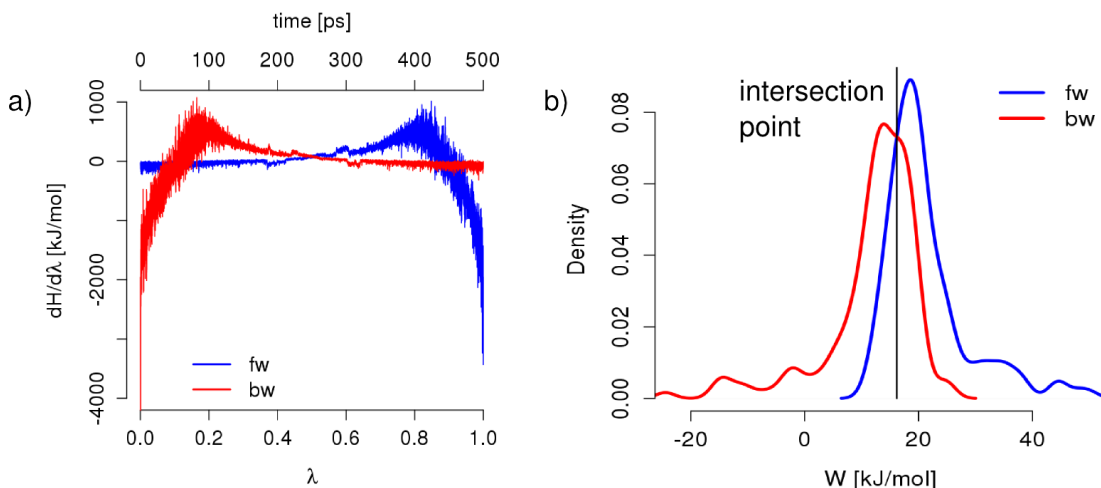 a)
time [ps]
0 100 200 300 400 500
dH/dλ [kJ/mol]
1000
0
-2000
-4000
fw
bw
0.0 0.2 0.4 0.6 0.8 1.0
λ
b)
intersection
point
fw
bw
Density
0.08
0.06
0.04
0.02
0.00
-20 0 20 40
W [kJ/mol]